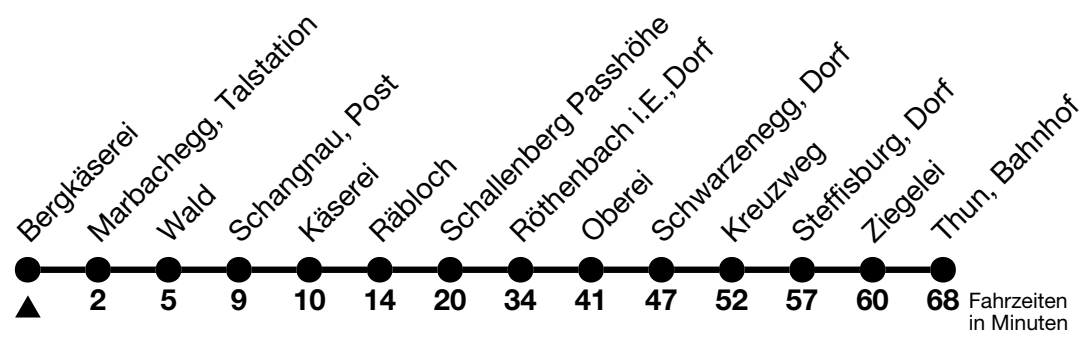 Bergkäserei
Marbachegg, Talstation
Wald
Schangnau, Post
Käserei
Räbloch
Schallenberg Passhöhe
Röthenbach i.E.,Dorf
Oberei
Schwarzenegg, Dorf
Kreuzweg
Steffisburg, Dorf
Ziegelei
Thun, Bahnhof
2 5 9 10 14 20 34 41 47 52 57 60 68
Fahrzeiten
in Minuten